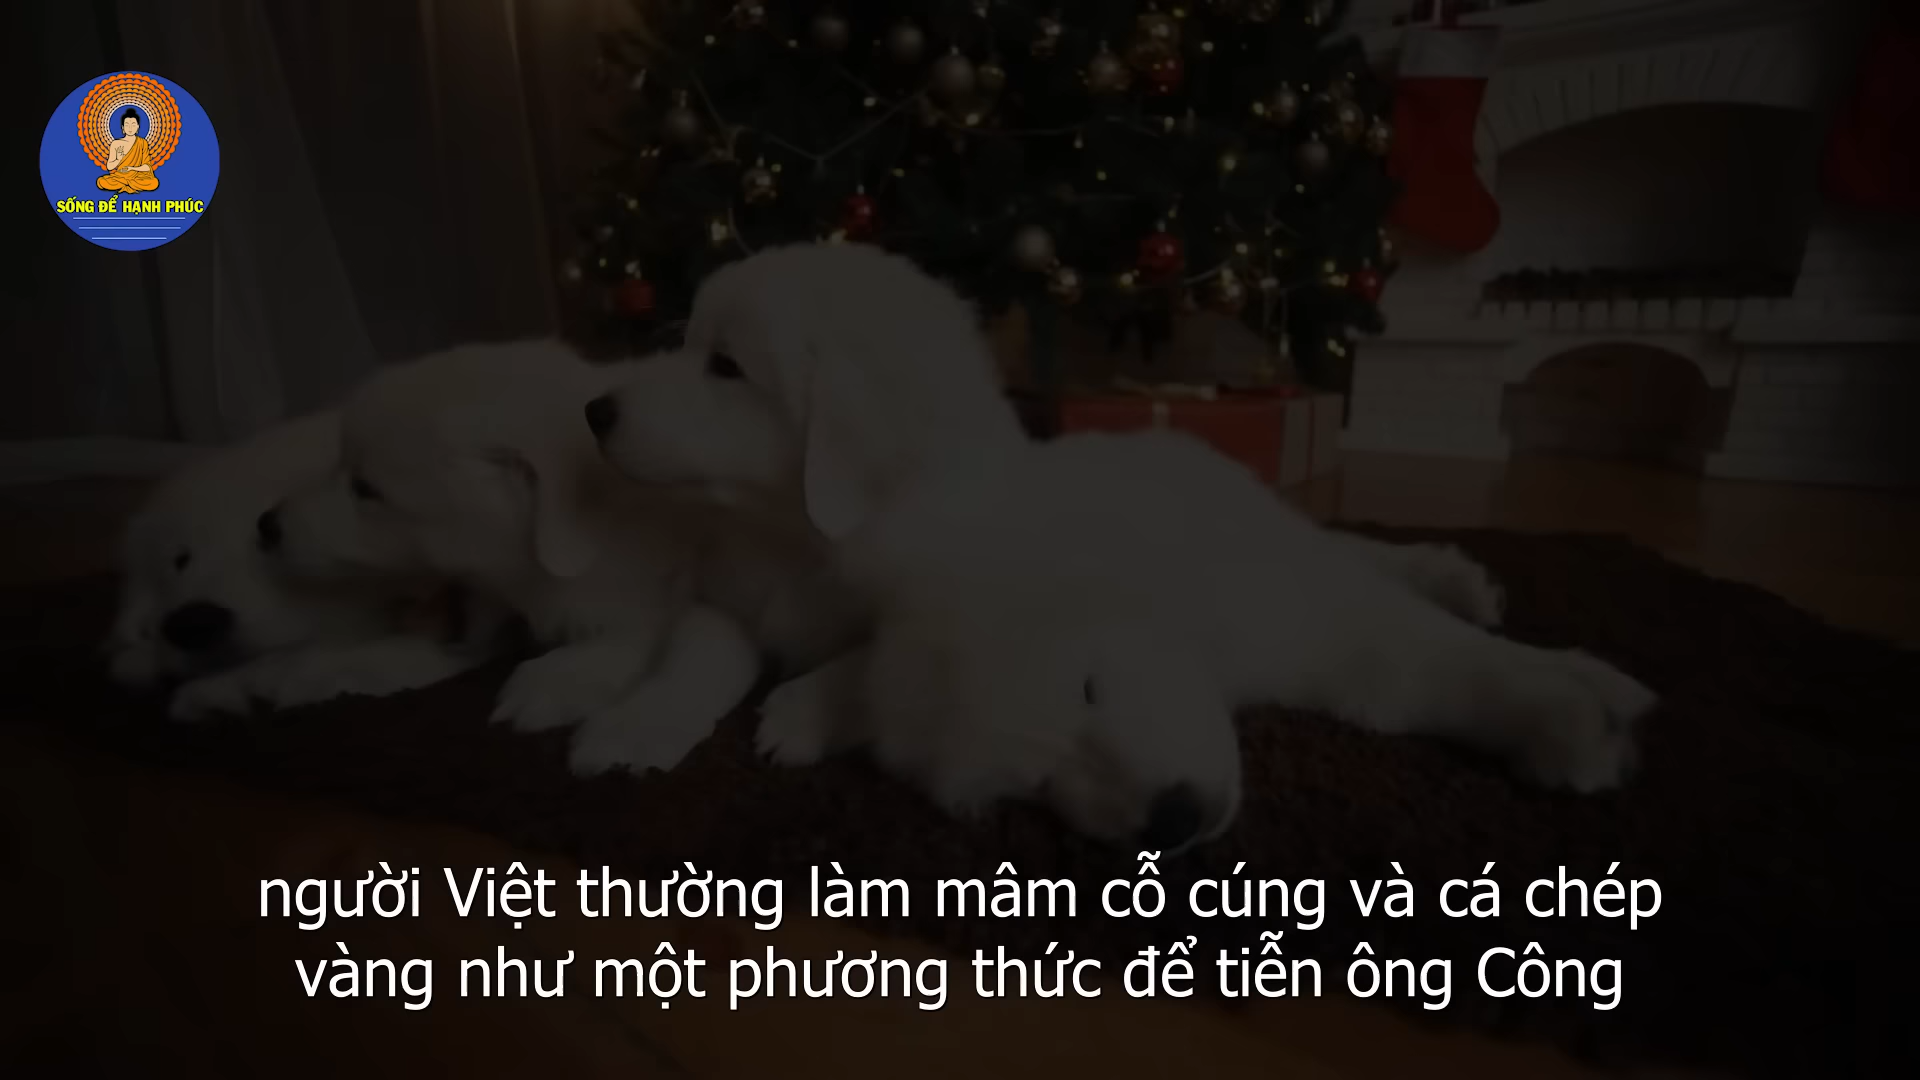 SỐNG ĐỂ HẠNH PHÚC
người Việt thường làm mâm cỗ cúng và cá chép
vàng như một phương thức để tiễn ông Công